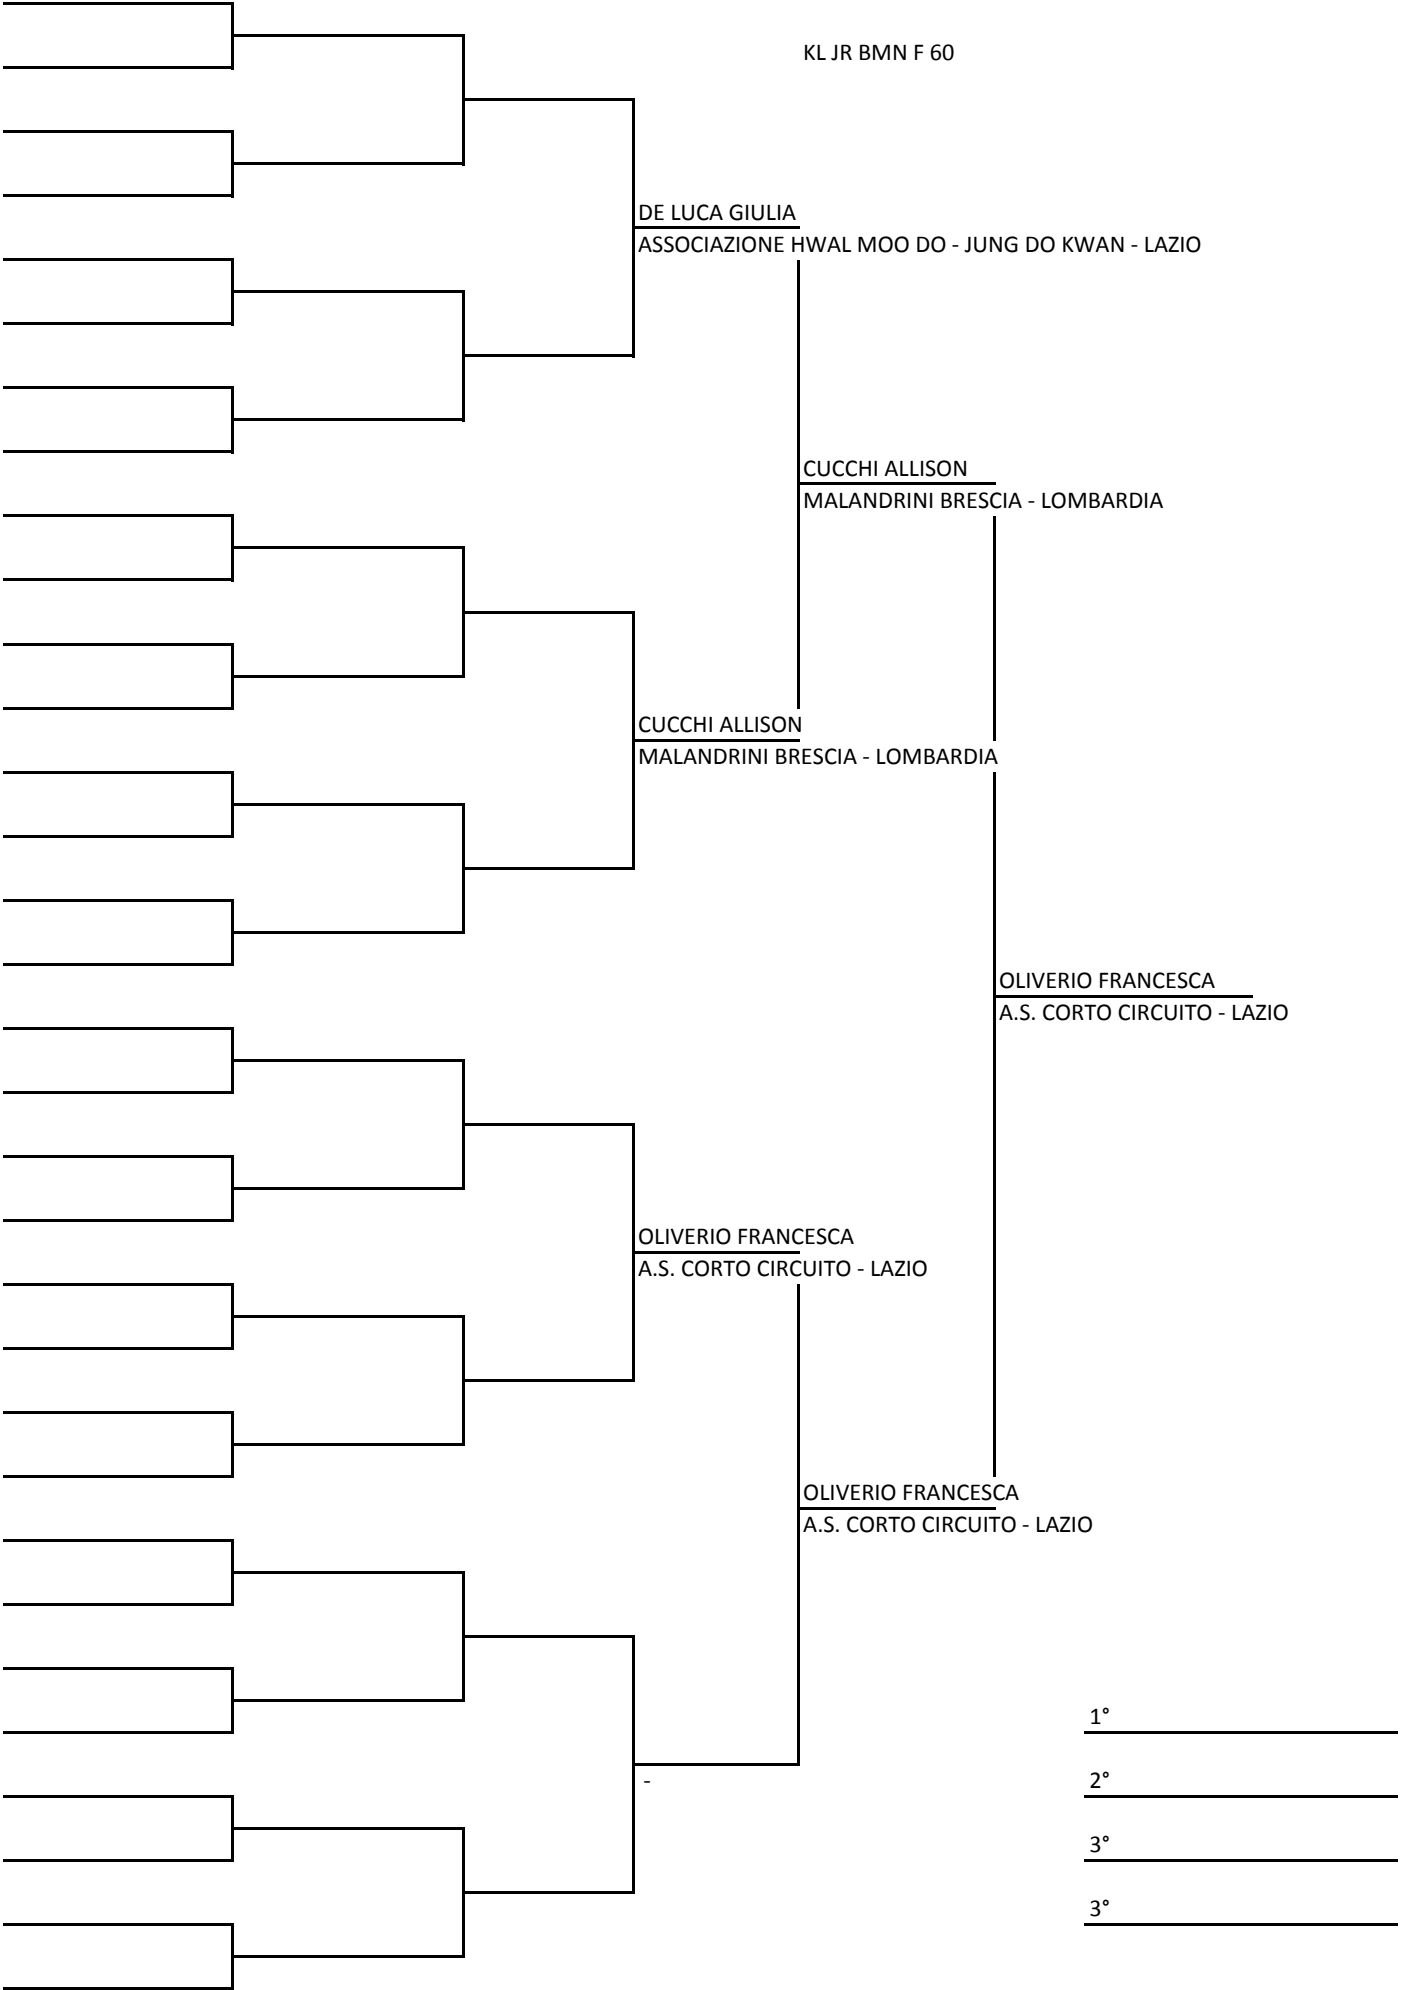 KL JR BMN F 60
DE LUCA GIULIA
ASSOCIAZIONE HWAL MOO DO - JUNG DO KWAN - LAZIO
CUCCHI ALLISON
MALANDRINI BRESCIA - LOMBARDIA
CUCCHI ALLISON
MALANDRINI BRESCIA - LOMBARDIA
OLIVERIO FRANCESCA
A.S. CORTO CIRCUITO - LAZIO
OLIVERIO FRANCESCA
A.S. CORTO CIRCUITO - LAZIO
OLIVERIO FRANCESCA
A.S. CORTO CIRCUITO - LAZIO
1°
-
2°
3°
3°